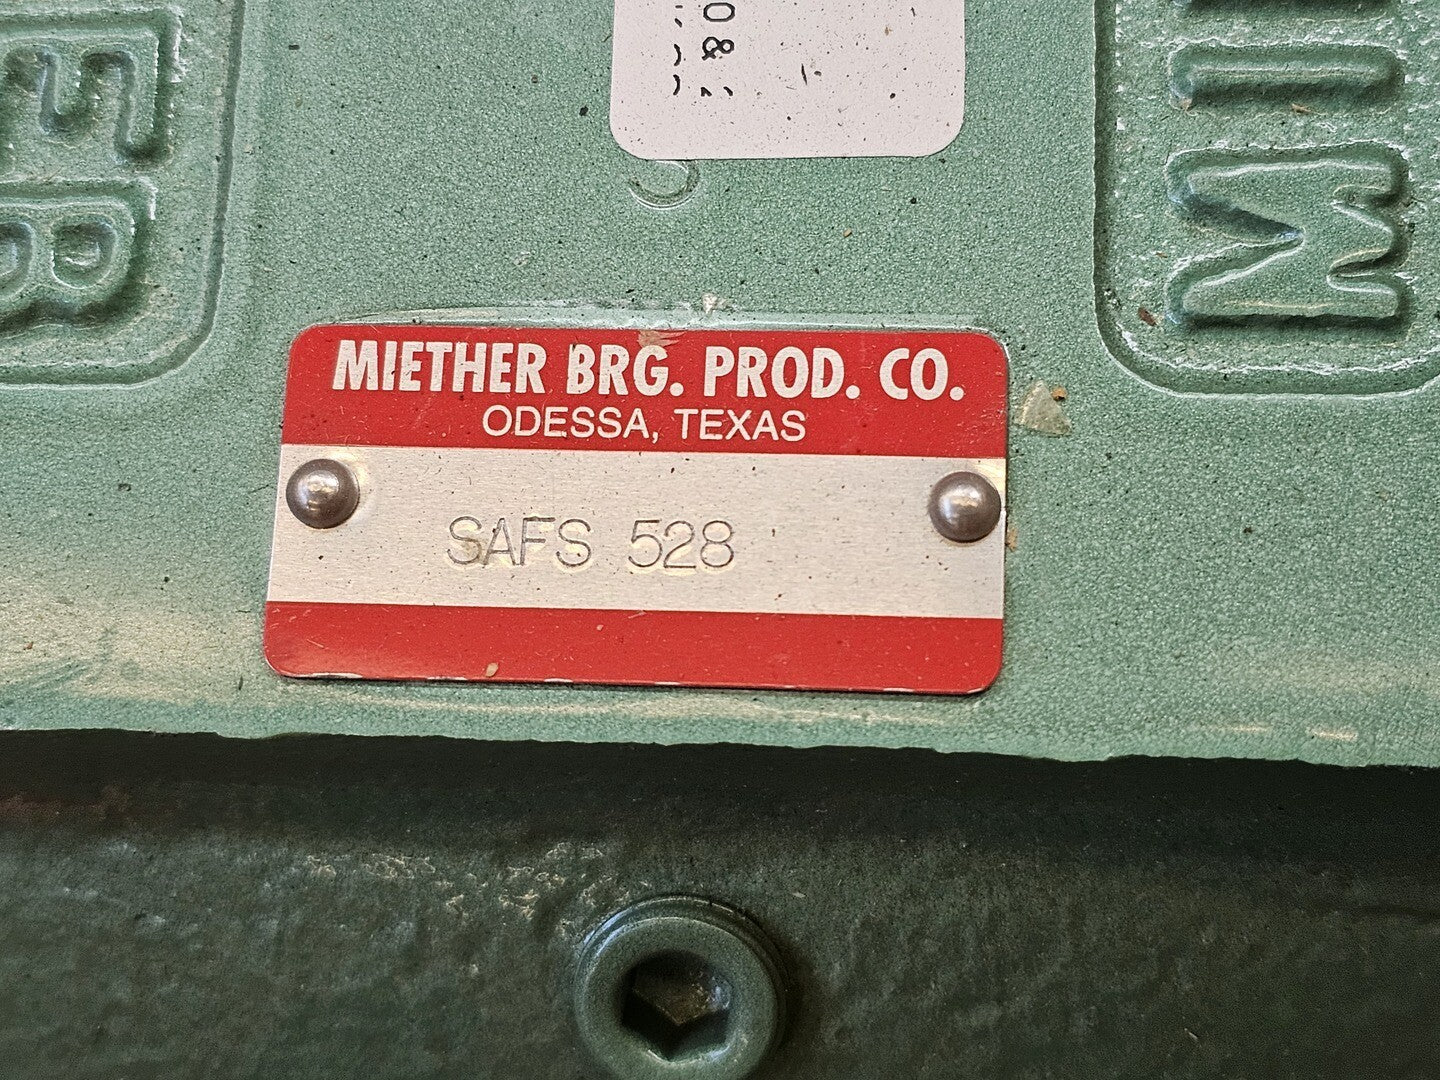 MIETHER BRG. PROD. CO.
ODESSA, TEXAS
SAFS 528